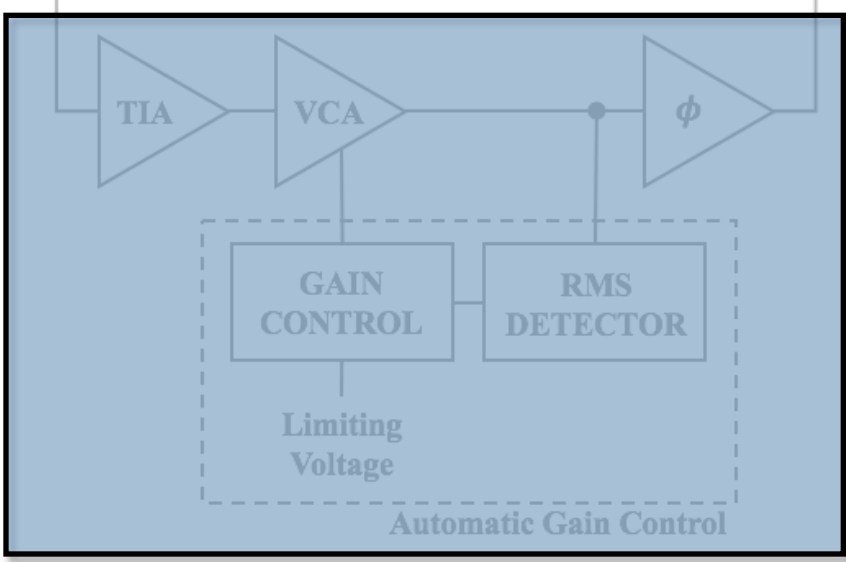 TIA
VCA
ϕ
GAIN
CONTROL
RMS
DETECTOR
Limiting
Voltage
Automatic Gain Control